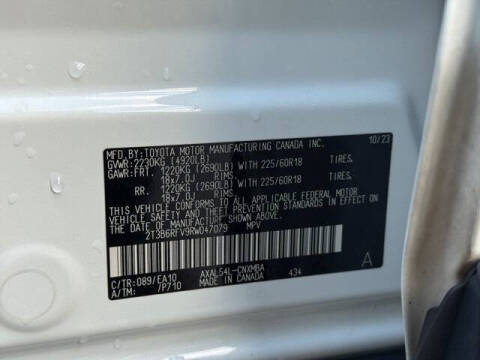 MFD.BY:TOYOTA MOTOR MANUFACTURING CANADA INC. 10/23
GVWR:2230KG (4920LB)
GAWR:FRT. 1220KG (2690LB) WITH 225/60R18 TIRES.
18x7.0J RIMS.
RR. 1220KG (2690LB) WITH 225/60R18 TIRES.
18x7.0J RIMS.
THIS VEHICLE CONFORMS TO ALL APPLICABLE FEDERAL MOTOR
VEHICLE SAFETY AND BUMPER STANDARDS IN EFFECT ON
THE DATE OF MANUFACTURE SHOWN ABOVE.
2T3B6RFV9RW047079 MPV
C/TR:089/EA10 AXAL54L-CNXMBA 434 A
A/TM: /P710 MADE IN CANADA